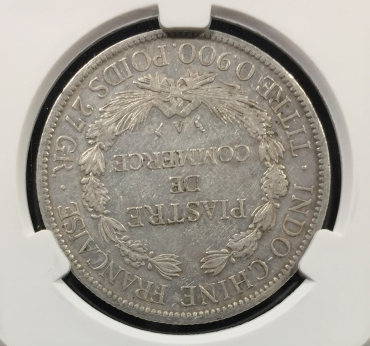 INDO-CHINE FRANÇAISE
PIASTRE
DE
COMMERCE
TITRE 0.900. POIDS 27 GR.